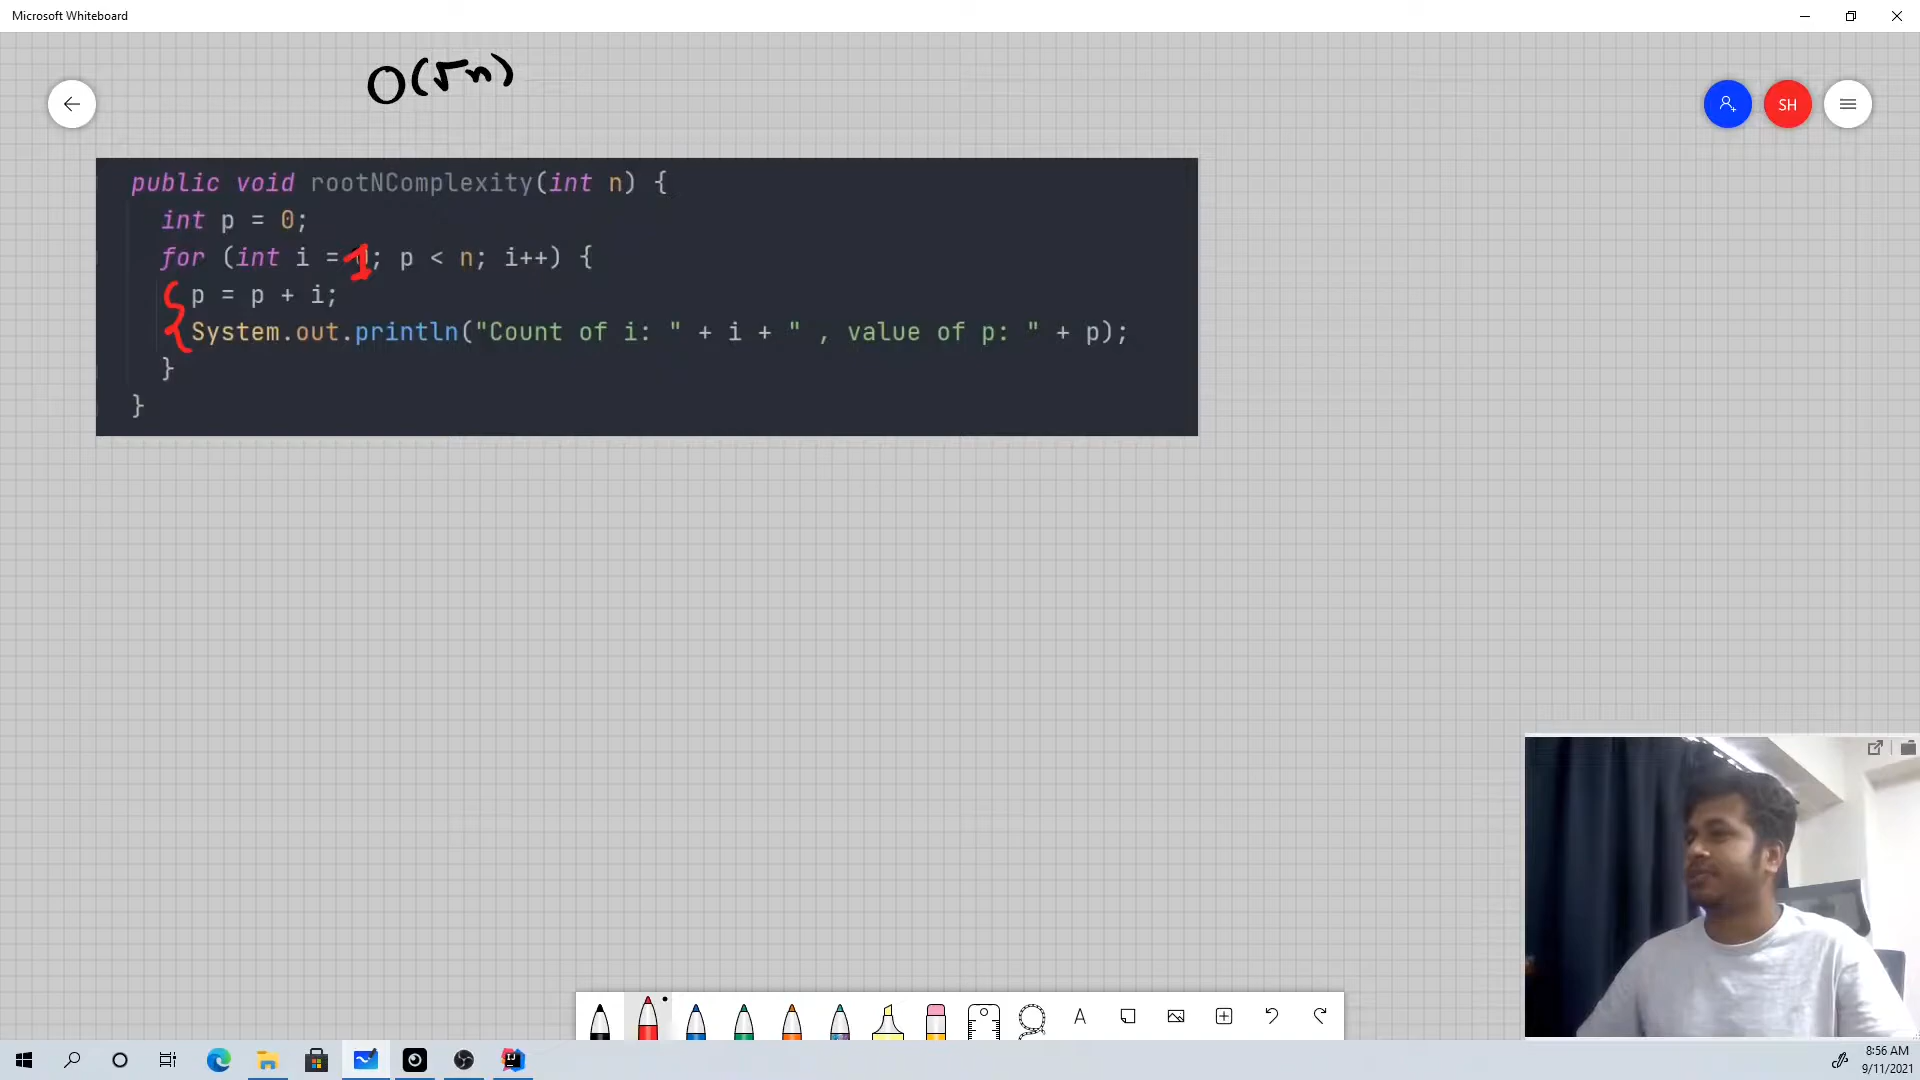 Microsoft Whiteboard
O(√n)
SH
public void rootNComplexity(int n) {
int p = 0;
for (int i = 1; p < n; i++) {
p = p + i;
System.out.println("Count of i: " + i + " , value of p: " + p);
}
}
A
8:56 AM
9/11/2021